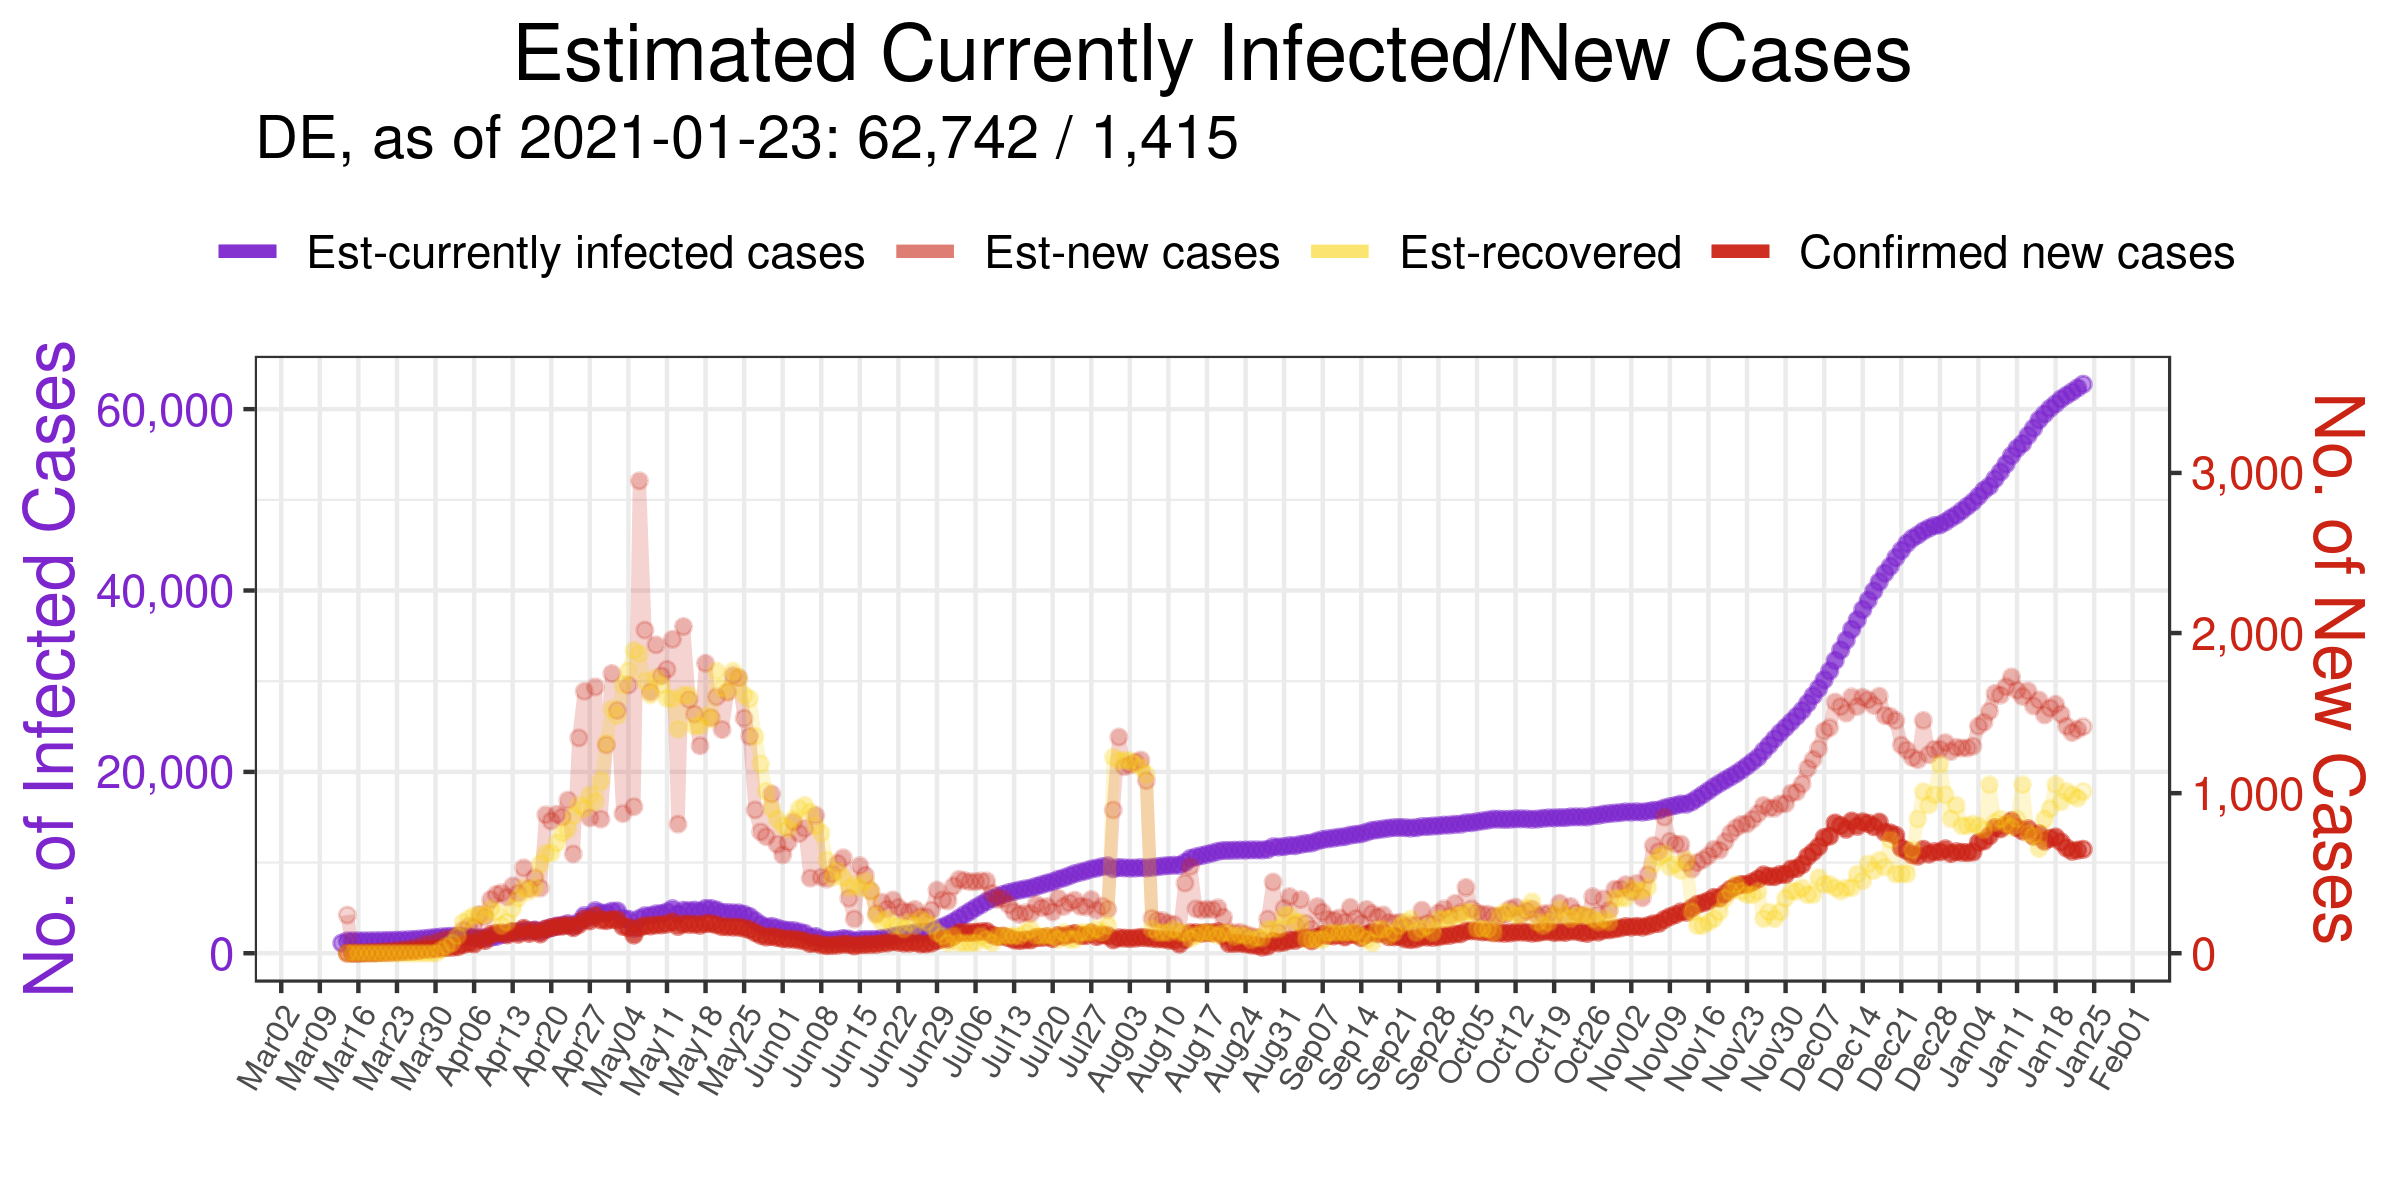 Estimated Currently Infected/New Cases
DE, as of 2021-01-23: 62,742 / 1,415
Est-currently infected cases Est-new cases Est-recovered Confirmed new cases
No. of Infected Cases
60,000
40,000
20,000
0
3,000
2,000
1,000
0
No. of New Cases
Mar02 Mar09 Mar16 Mar23 Mar30 Apr06 Apr13 Apr20 Apr27 May04 May11 May18 May25 Jun01 Jun08 Jun15 Jun22 Jun29 Jul06 Jul13 Jul20 Jul27 Aug03 Aug10 Aug17 Aug24 Aug31 Sep07 Sep14 Sep21 Sep28 Oct05 Oct12 Oct19 Oct26 Nov02 Nov09 Nov16 Nov23 Nov30 Dec07 Dec14 Dec21 Dec28 Jan04 Jan11 Jan18 Jan25 Feb01